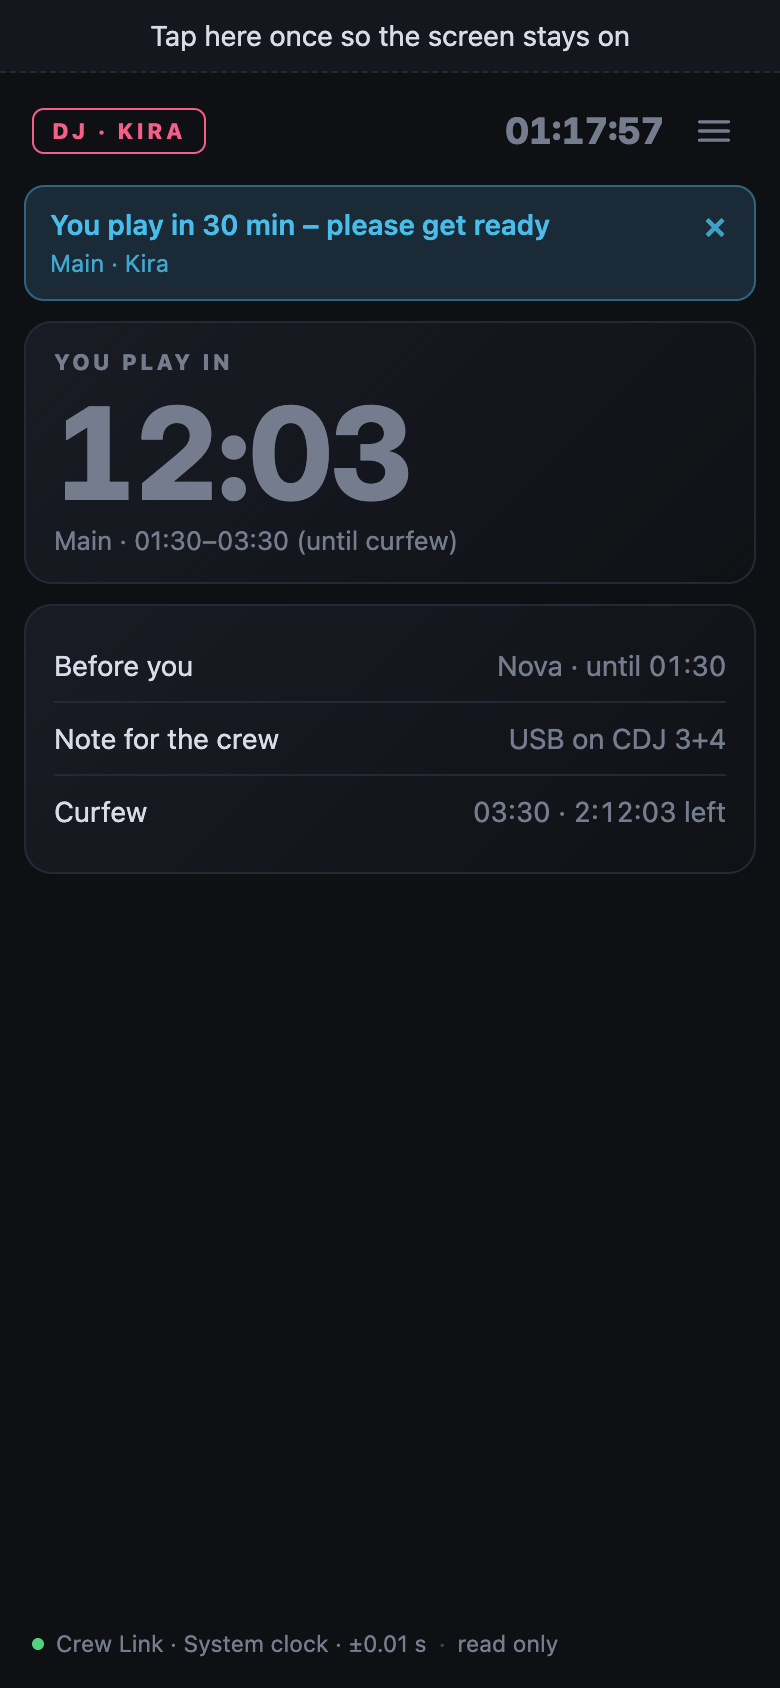 Tap here once so the screen stays on
DJ · KIRA
01:17:57
You play in 30 min – please get ready
Main · Kira
YOU PLAY IN
12:03
Main · 01:30–03:30 (until curfew)
Before you Nova · until 01:30
Note for the crew USB on CDJ 3+4
Curfew 03:30 · 2:12:03 left
Crew Link · System clock · ±0.01 s · read only